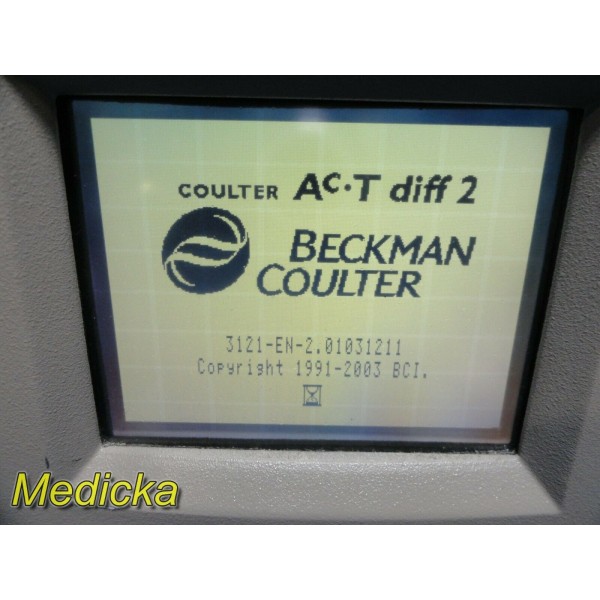 COULTER Ac•T diff 2
BECKMAN
COULTER
3121-EN-2.01031211
Copyright 1991-2003 BCI.
Medicka